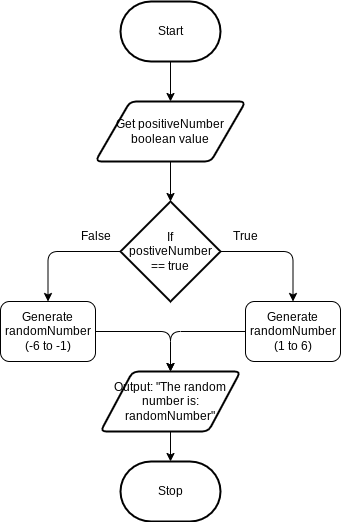 Start
Get positiveNumber
boolean value
If
postiveNumber
== true
False
True
Generate
randomNumber
(-6 to -1)
Generate
randomNumber
(1 to 6)
Output: "The random
number is:
randomNumber"
Stop